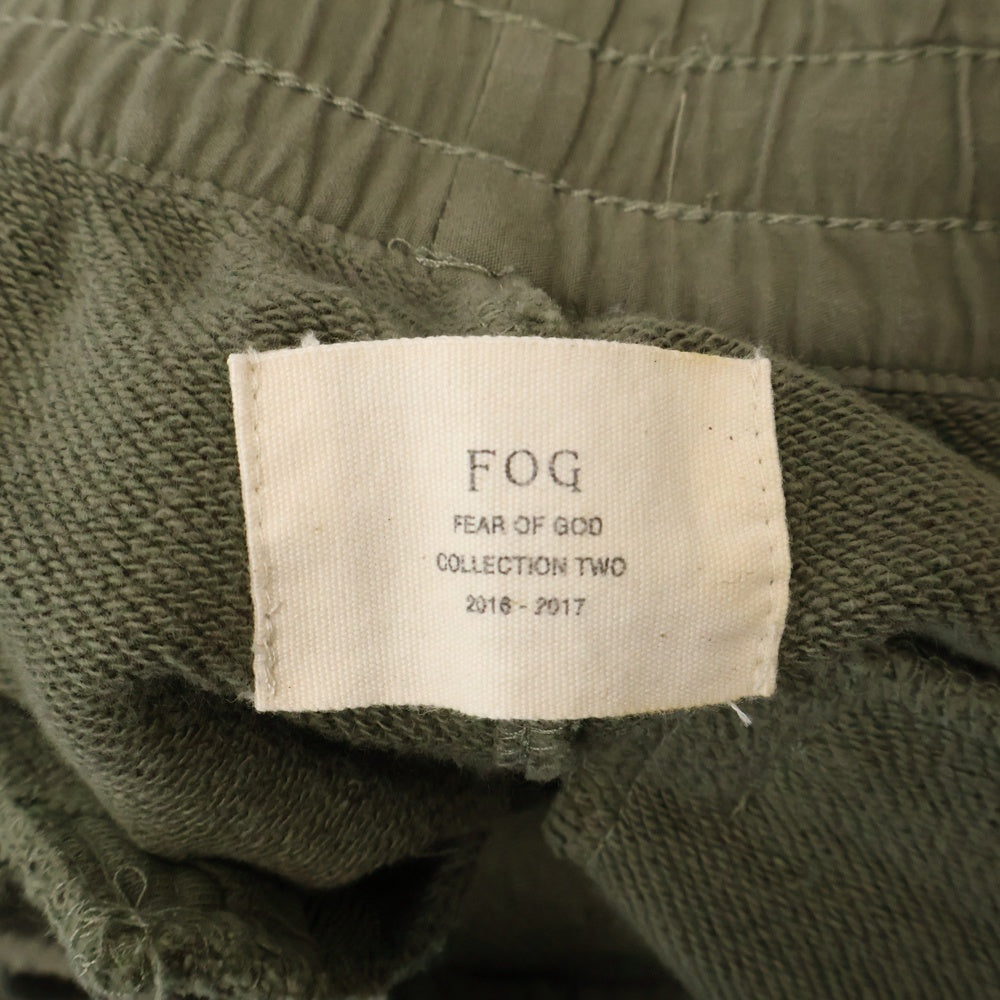 FOG
FEAR OF GOD
COLLECTION TWO
2016 - 2017